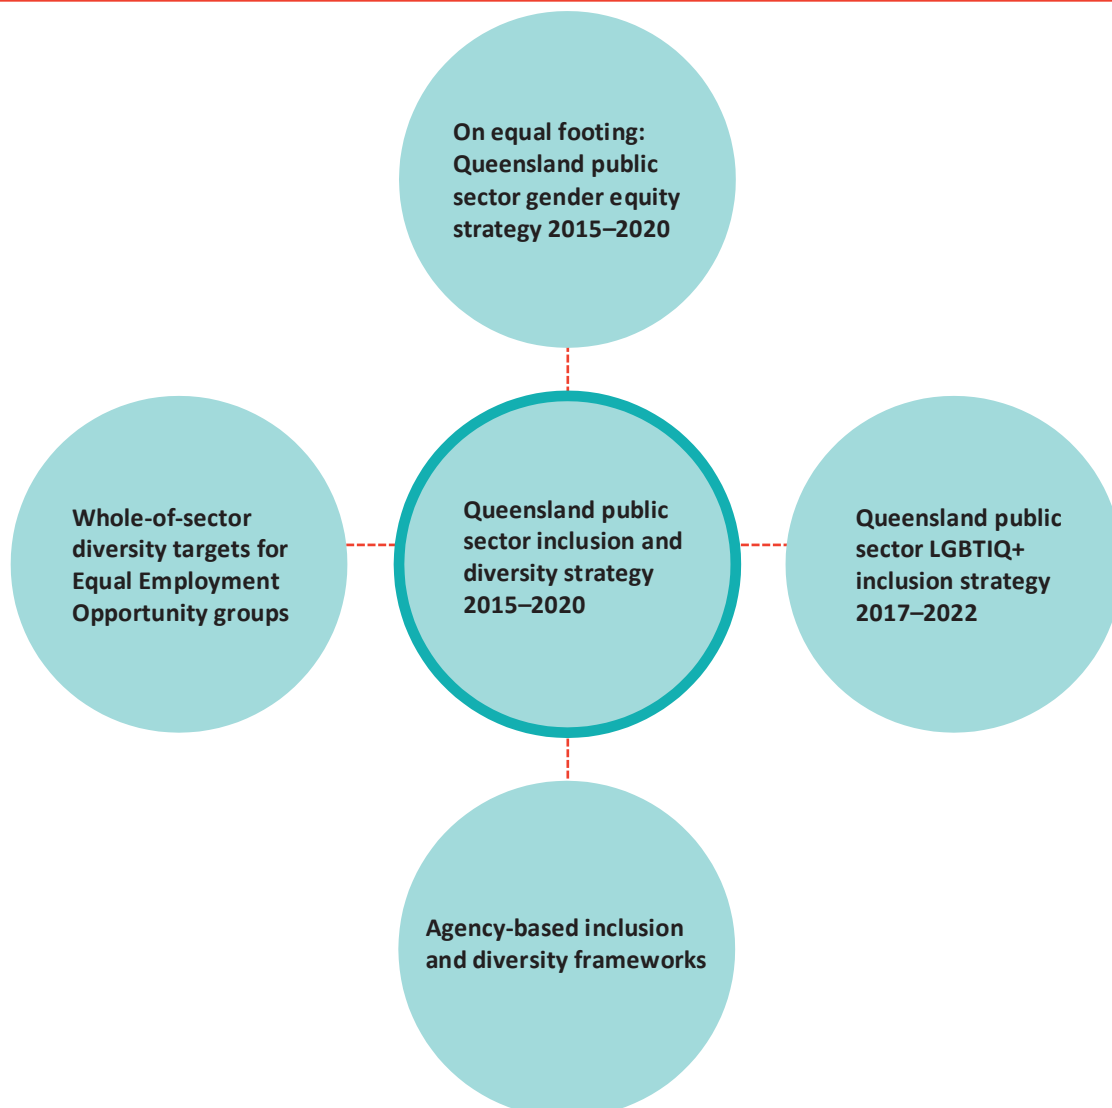 On equal footing:
Queensland public
sector gender equity
strategy 2015–2020
Whole-of-sector
diversity targets for
Equal Employment
Opportunity groups
Queensland public
sector inclusion and
diversity strategy
2015–2020
Queensland public
sector LGBTIQ+
inclusion strategy
2017–2022
Agency-based inclusion
and diversity frameworks